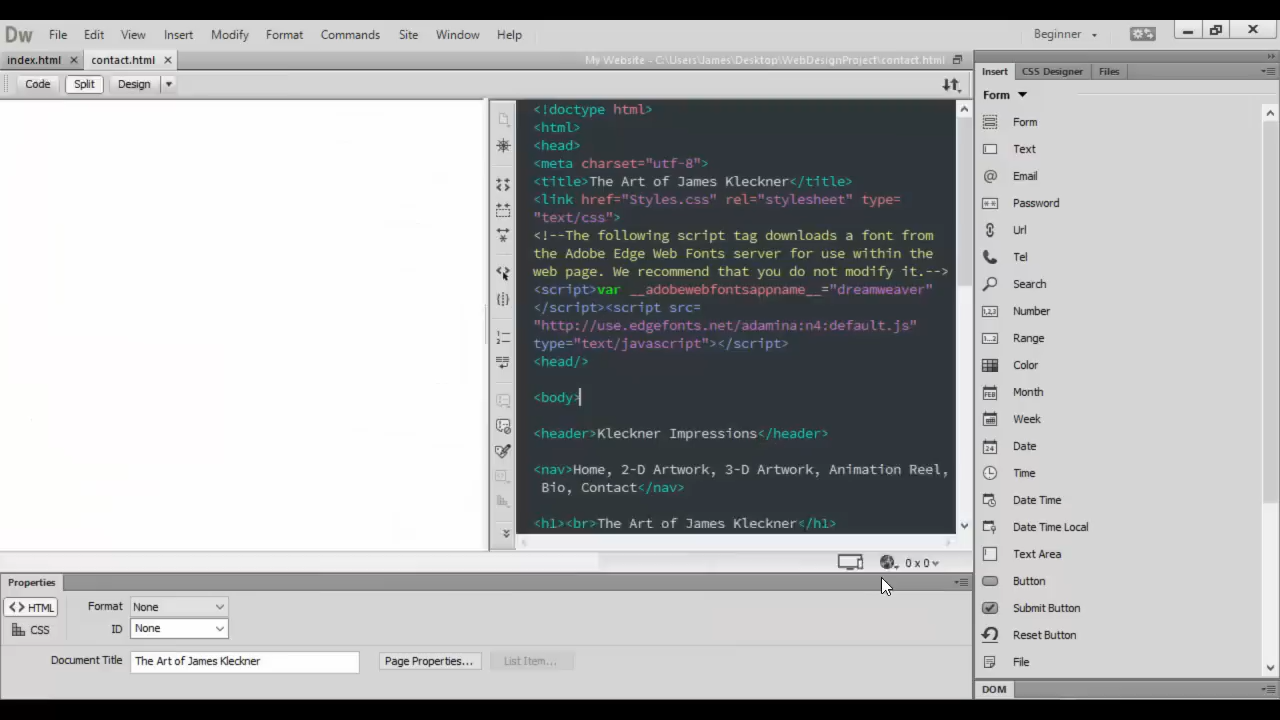 Dw File Edit View Insert Modify Format Commands Site Window Help Beginner
index.html contact.html My Website - C:\Users\James\Desktop\WebDesignProject\contact.html
Code Split Design
<!doctype html>
<html>
<head>
<meta charset="utf-8">
<title>The Art of James Kleckner</title>
<link href="Styles.css" rel="stylesheet" type=
"text/css">
<!--The following script tag downloads a font from
the Adobe Edge Web Fonts server for use within the
web page. We recommend that you do not modify it.-->
<script>var __adobewebfontsappname__="dreamweaver"
</script><script src=
"http://use.edgefonts.net/adamina:n4:default.js"
type="text/javascript"></script>
<head/>
<body>
<header>Kleckner Impressions</header>
<nav>Home, 2-D Artwork, 3-D Artwork, Animation Reel,
Bio, Contact</nav>
<h1><br>The Art of James Kleckner</h1>
0 x 0
Insert CSS Designer Files
Form
Form
Text
Email
Password
Url
Tel
Search
Number
Range
Color
Month
Week
Date
Time
Date Time
Date Time Local
Text Area
Button
Submit Button
Reset Button
File
DOM
Properties
<> HTML Format None
CSS ID None
Document Title The Art of James Kleckner Page Properties... List Item...